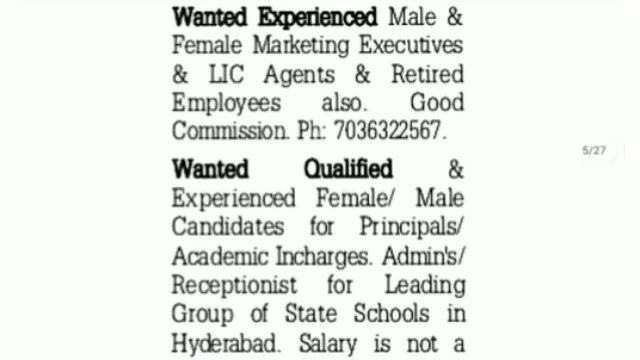 Wanted Experienced Male &
Female Marketing Executives
& LIC Agents & Retired
Employees also. Good
Commission. Ph: 7036322567.
Wanted Qualified &
Experienced Female/ Male
Candidates for Principals/
Academic Incharges. Admin's/
Receptionist for Leading
Group of State Schools in
Hyderabad. Salary is not a
5/27